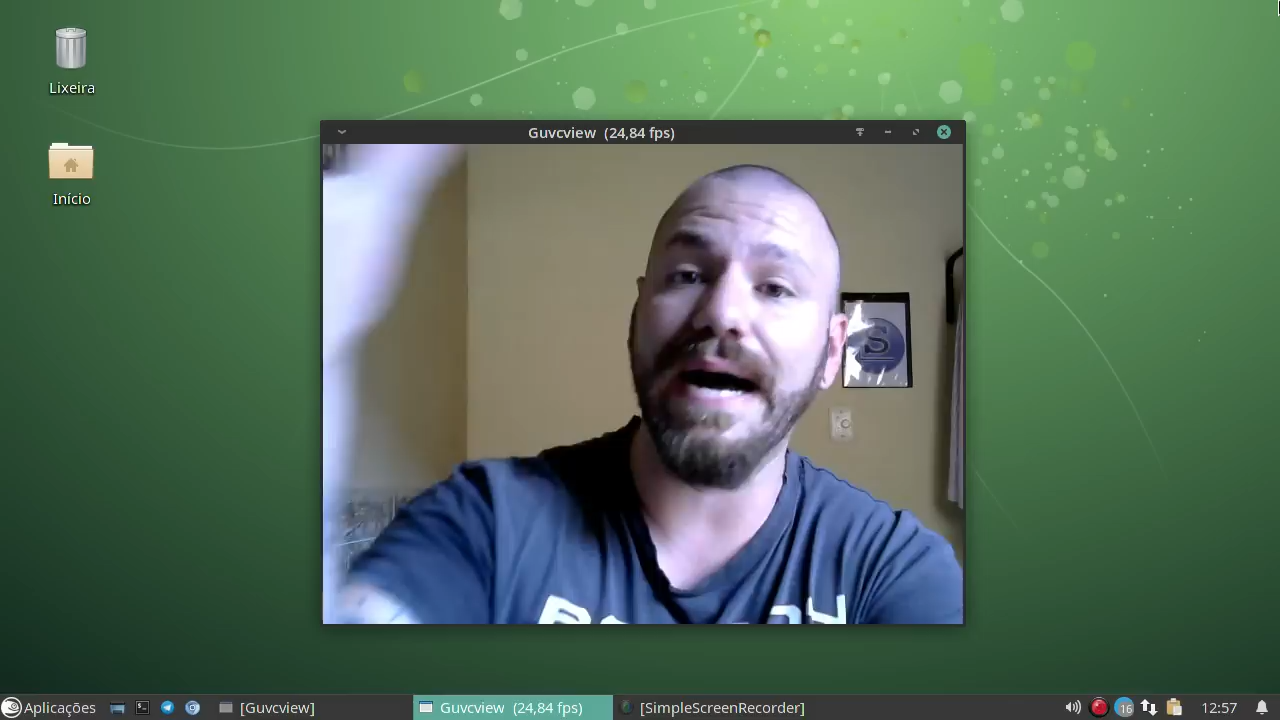 Lixeira
Início
Guvcview (24,84 fps)
S
Aplicações
[Guvcview]
Guvcview (24,84 fps)
[SimpleScreenRecorder]
16
12:57